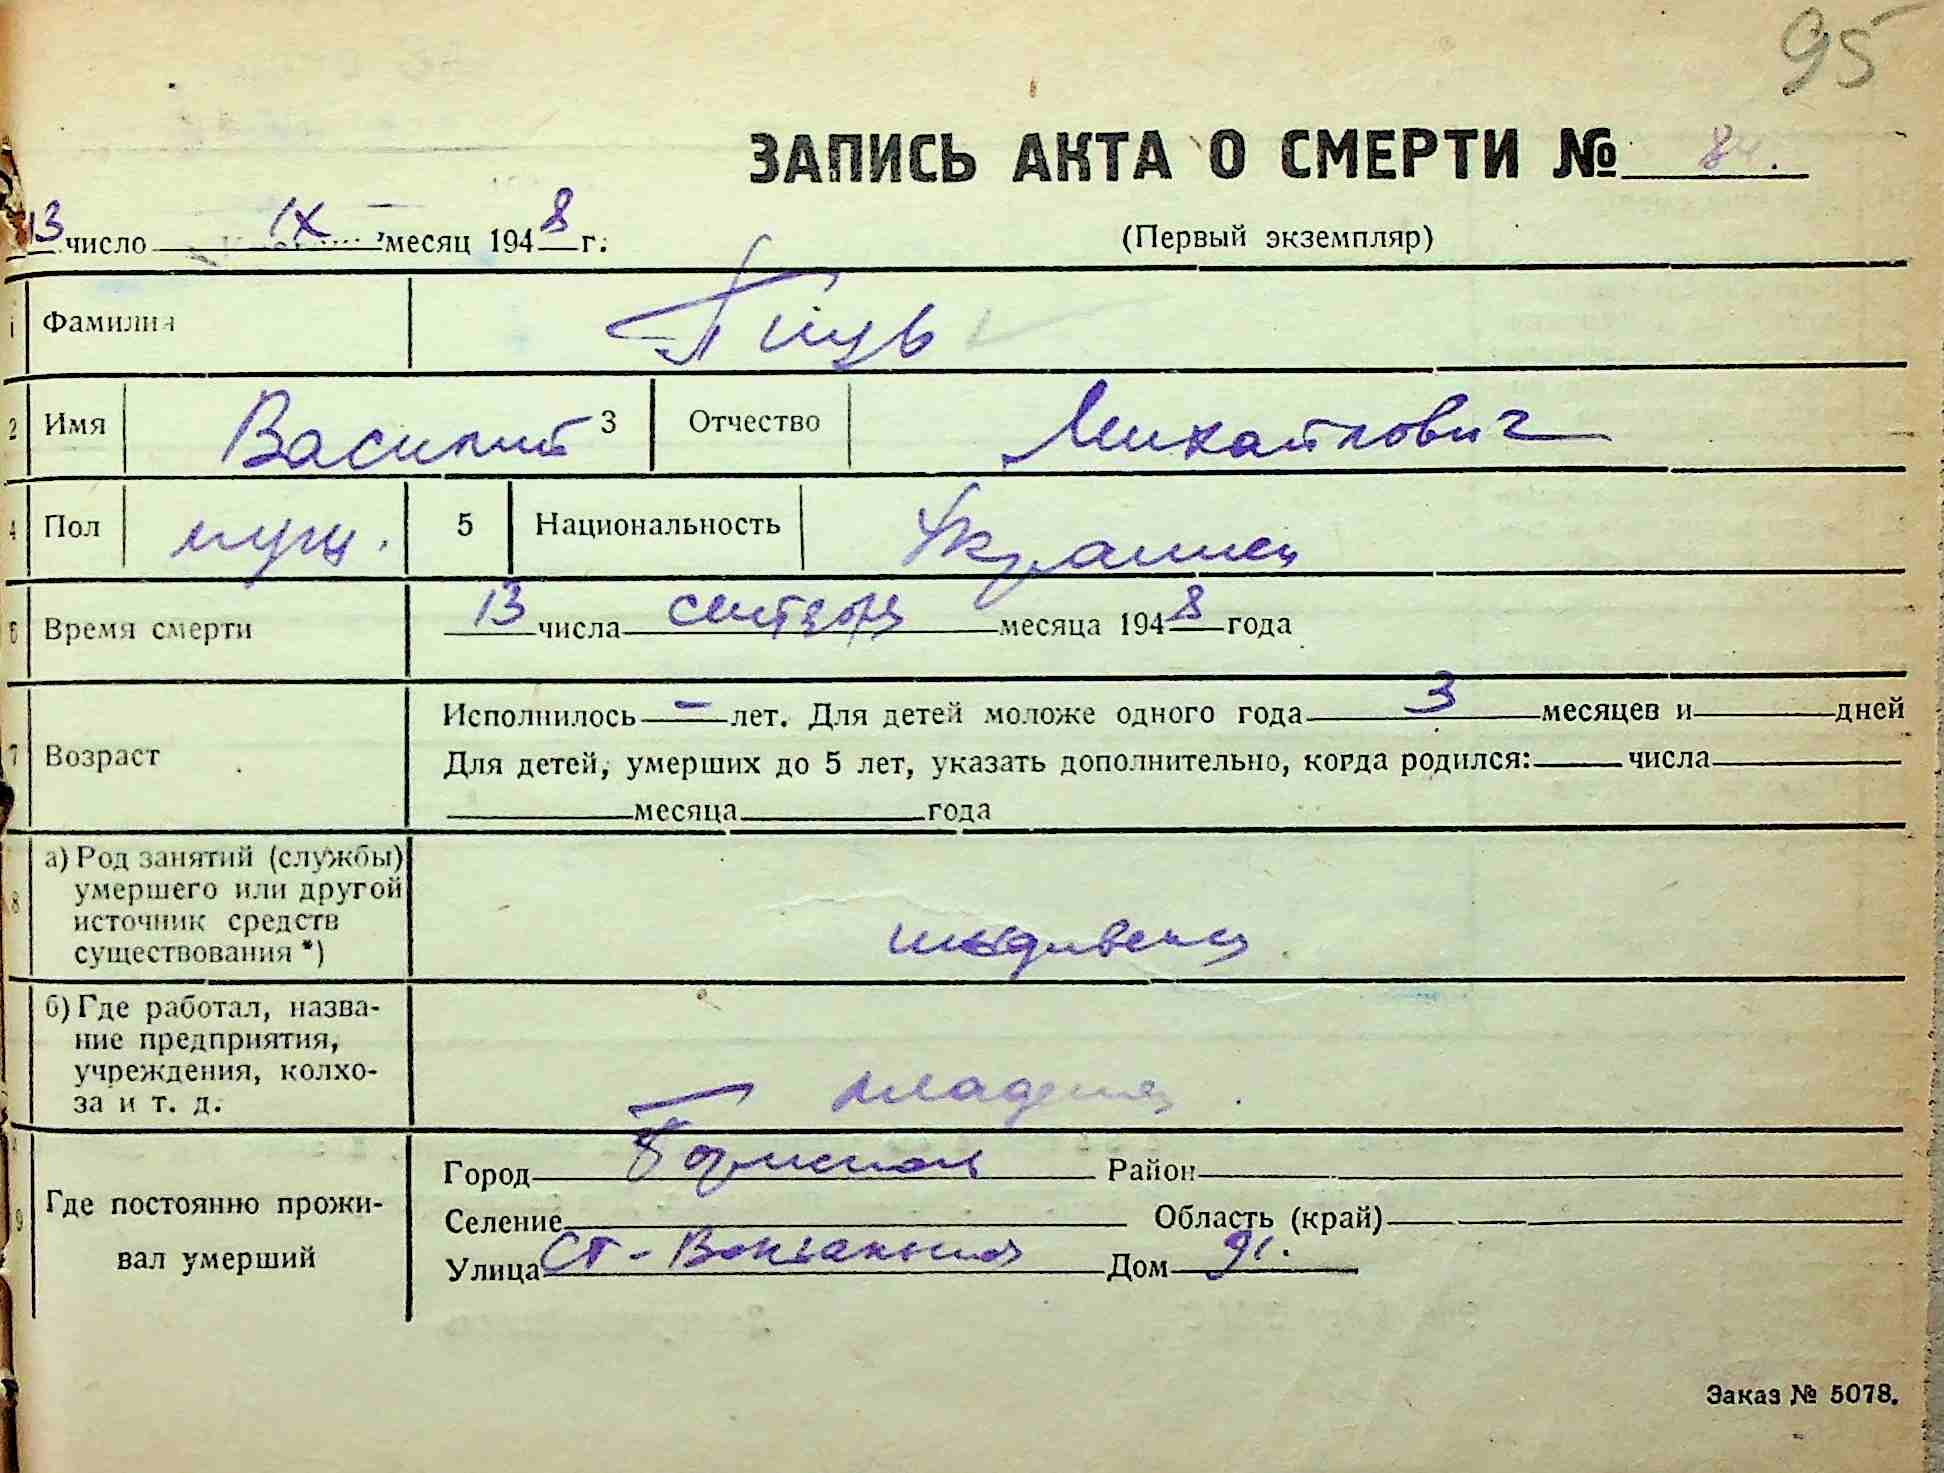 95
ЗАПИСЬ АКТА О СМЕРТИ № 84.
13 число IX месяц 1948 г.
(Первый экземпляр)
1 Фамилия
2 Имя Василий 3 Отчество Михайлович
4 Пол муж. 5 Национальность Украинец
6 Время смерти 13 числа сентября месяца 1948 года
7 Возраст
Исполнилось – лет. Для детей моложе одного года 3 месяцев и дней
Для детей, умерших до 5 лет, указать дополнительно, когда родился: числа
месяца года
8 а) Род занятий (службы)
умершего или другой
источник средств
существования *)
иждивенец
б) Где работал, назва-
ние предприятия,
учреждения, колхо-
за и т. д.
младенец
9 Где постоянно прожи-
вал умерший
Город Район
Селение Область (край)
Улица Ст-Вокзальная Дом 91.
Заказ № 5078.